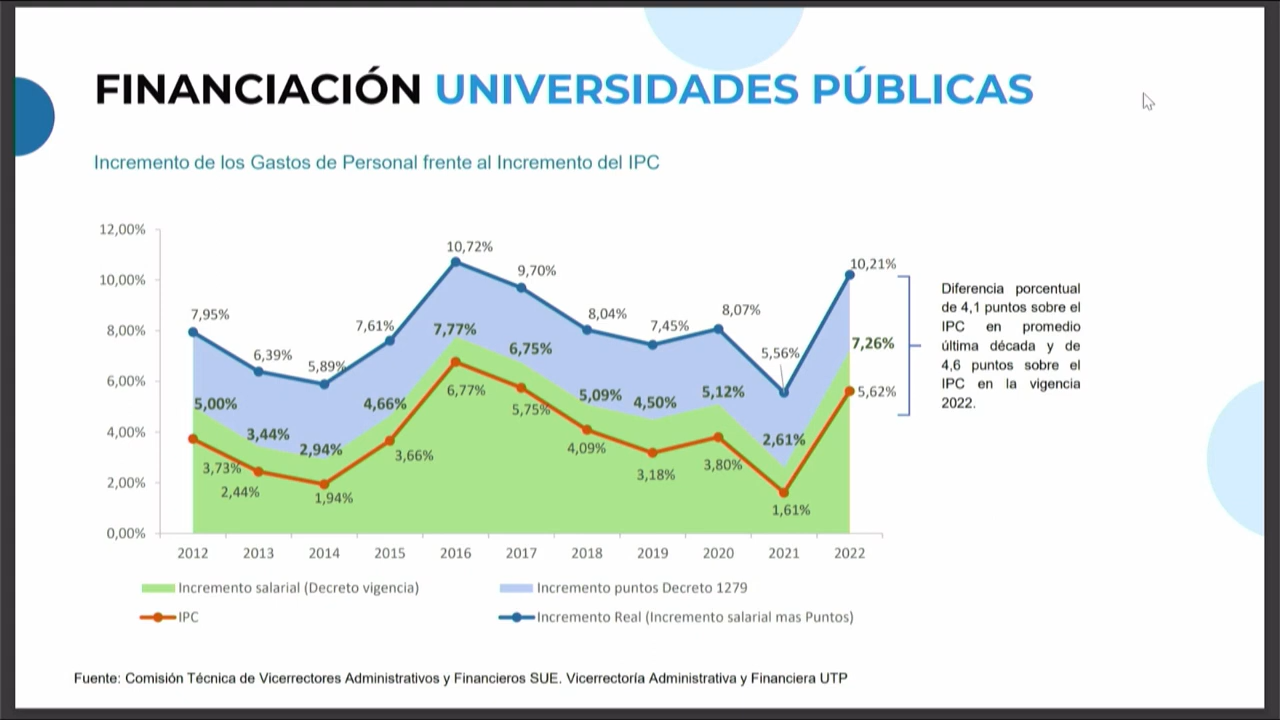 FINANCIACIÓN UNIVERSIDADES PÚBLICAS
Incremento de los Gastos de Personal frente al Incremento del IPC
12,00%
10,00%
8,00%
6,00%
4,00%
2,00%
0,00%
7,95%
6,39%
5,89%
7,61%
10,72%
9,70%
8,04%
7,45%
8,07%
5,56%
10,21%
5,00%
3,44%
2,94%
4,66%
7,77%
6,75%
5,09%
4,50%
5,12%
2,61%
7,26%
3,73%
2,44%
1,94%
3,66%
6,77%
5,75%
4,09%
3,18%
3,80%
1,61%
5,62%
2012 2013 2014 2015 2016 2017 2018 2019 2020 2021 2022
Diferencia porcentual
de 4,1 puntos sobre el
IPC en promedio
última década y de
4,6 puntos sobre el
IPC en la vigencia
2022.
Incremento salarial (Decreto vigencia)
Incremento puntos Decreto 1279
IPC
Incremento Real (Incremento salarial mas Puntos)
Fuente: Comisión Técnica de Vicerrectores Administrativos y Financieros SUE. Vicerrectoría Administrativa y Financiera UTP